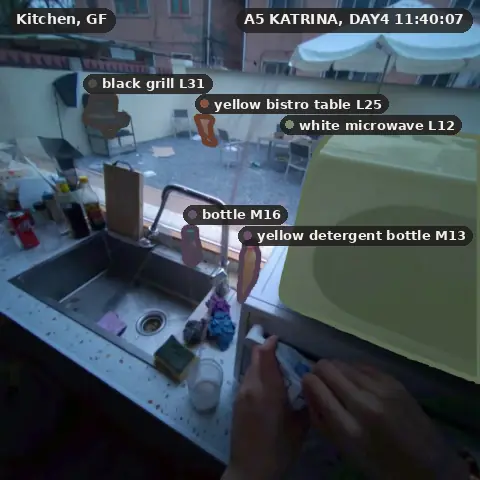 Kitchen, GF
A5 KATRINA, DAY4 11:40:07
black grill L31
yellow bistro table L25
white microwave L12
bottle M16
yellow detergent bottle M13